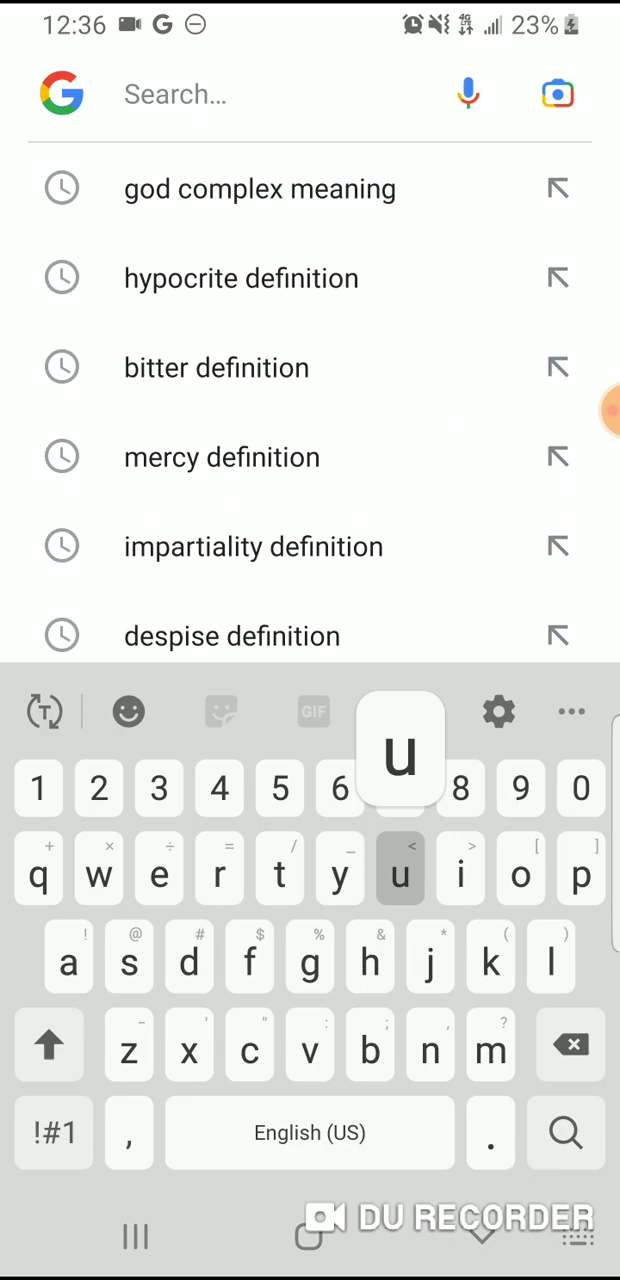 12:36 G 23%
G Search...
god complex meaning
hypocrite definition
bitter definition
mercy definition
impartiality definition
despise definition
T GIF ...
u
1 2 3 4 5 6 8 9 0
+ × ÷ = / _ < > [ ]
q w e r t y u i o p
! @ # $ % & * ( )
a s d f g h j k l
- ' " : ; , ?
z x c v b n m
!#1 , English (US) .
DU RECORDER